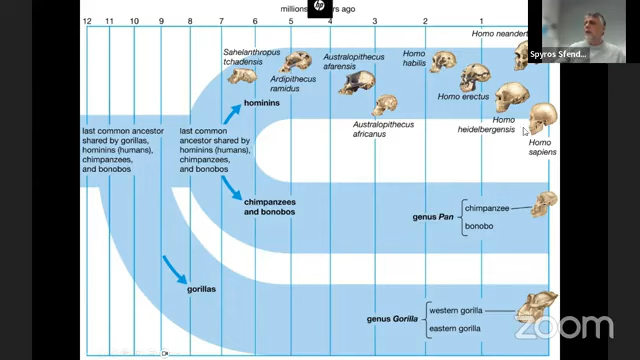 millions
rs ago
12 11 10 9 8 7 6 5 4 3 2 1
Homo neandert
Spyros Sfend...
Sahelanthropus
tchadensis
Ardipithecus
ramidus
Australopithecus
afarensis
Australopithecus
africanus
Homo
habilis
Homo erectus
Homo
heidelbergensis
Homo
sapiens
hominins
last common ancestor
shared by gorillas,
hominins (humans),
chimpanzees,
and bonobos
last common
ancestor shared by
hominins (humans),
chimpanzees,
and bonobos
chimpanzees
and bonobos
genus Pan
chimpanzee
bonobo
gorillas
genus Gorilla
western gorilla
eastern gorilla
zoom